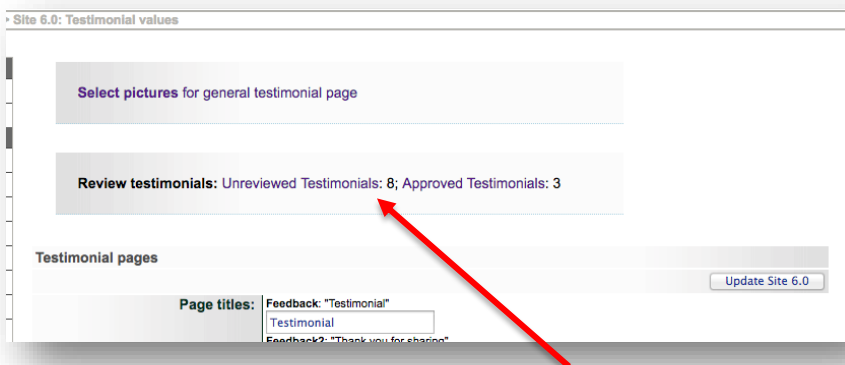 Site 6.0: Testimonial values
Select pictures for general testimonial page
Review testimonials: Unreviewed Testimonials: 8; Approved Testimonials: 3
Testimonial pages
Update Site 6.0
Page titles: Feedback: "Testimonial"
Testimonial
Feedback2: "Thank you for sharing"